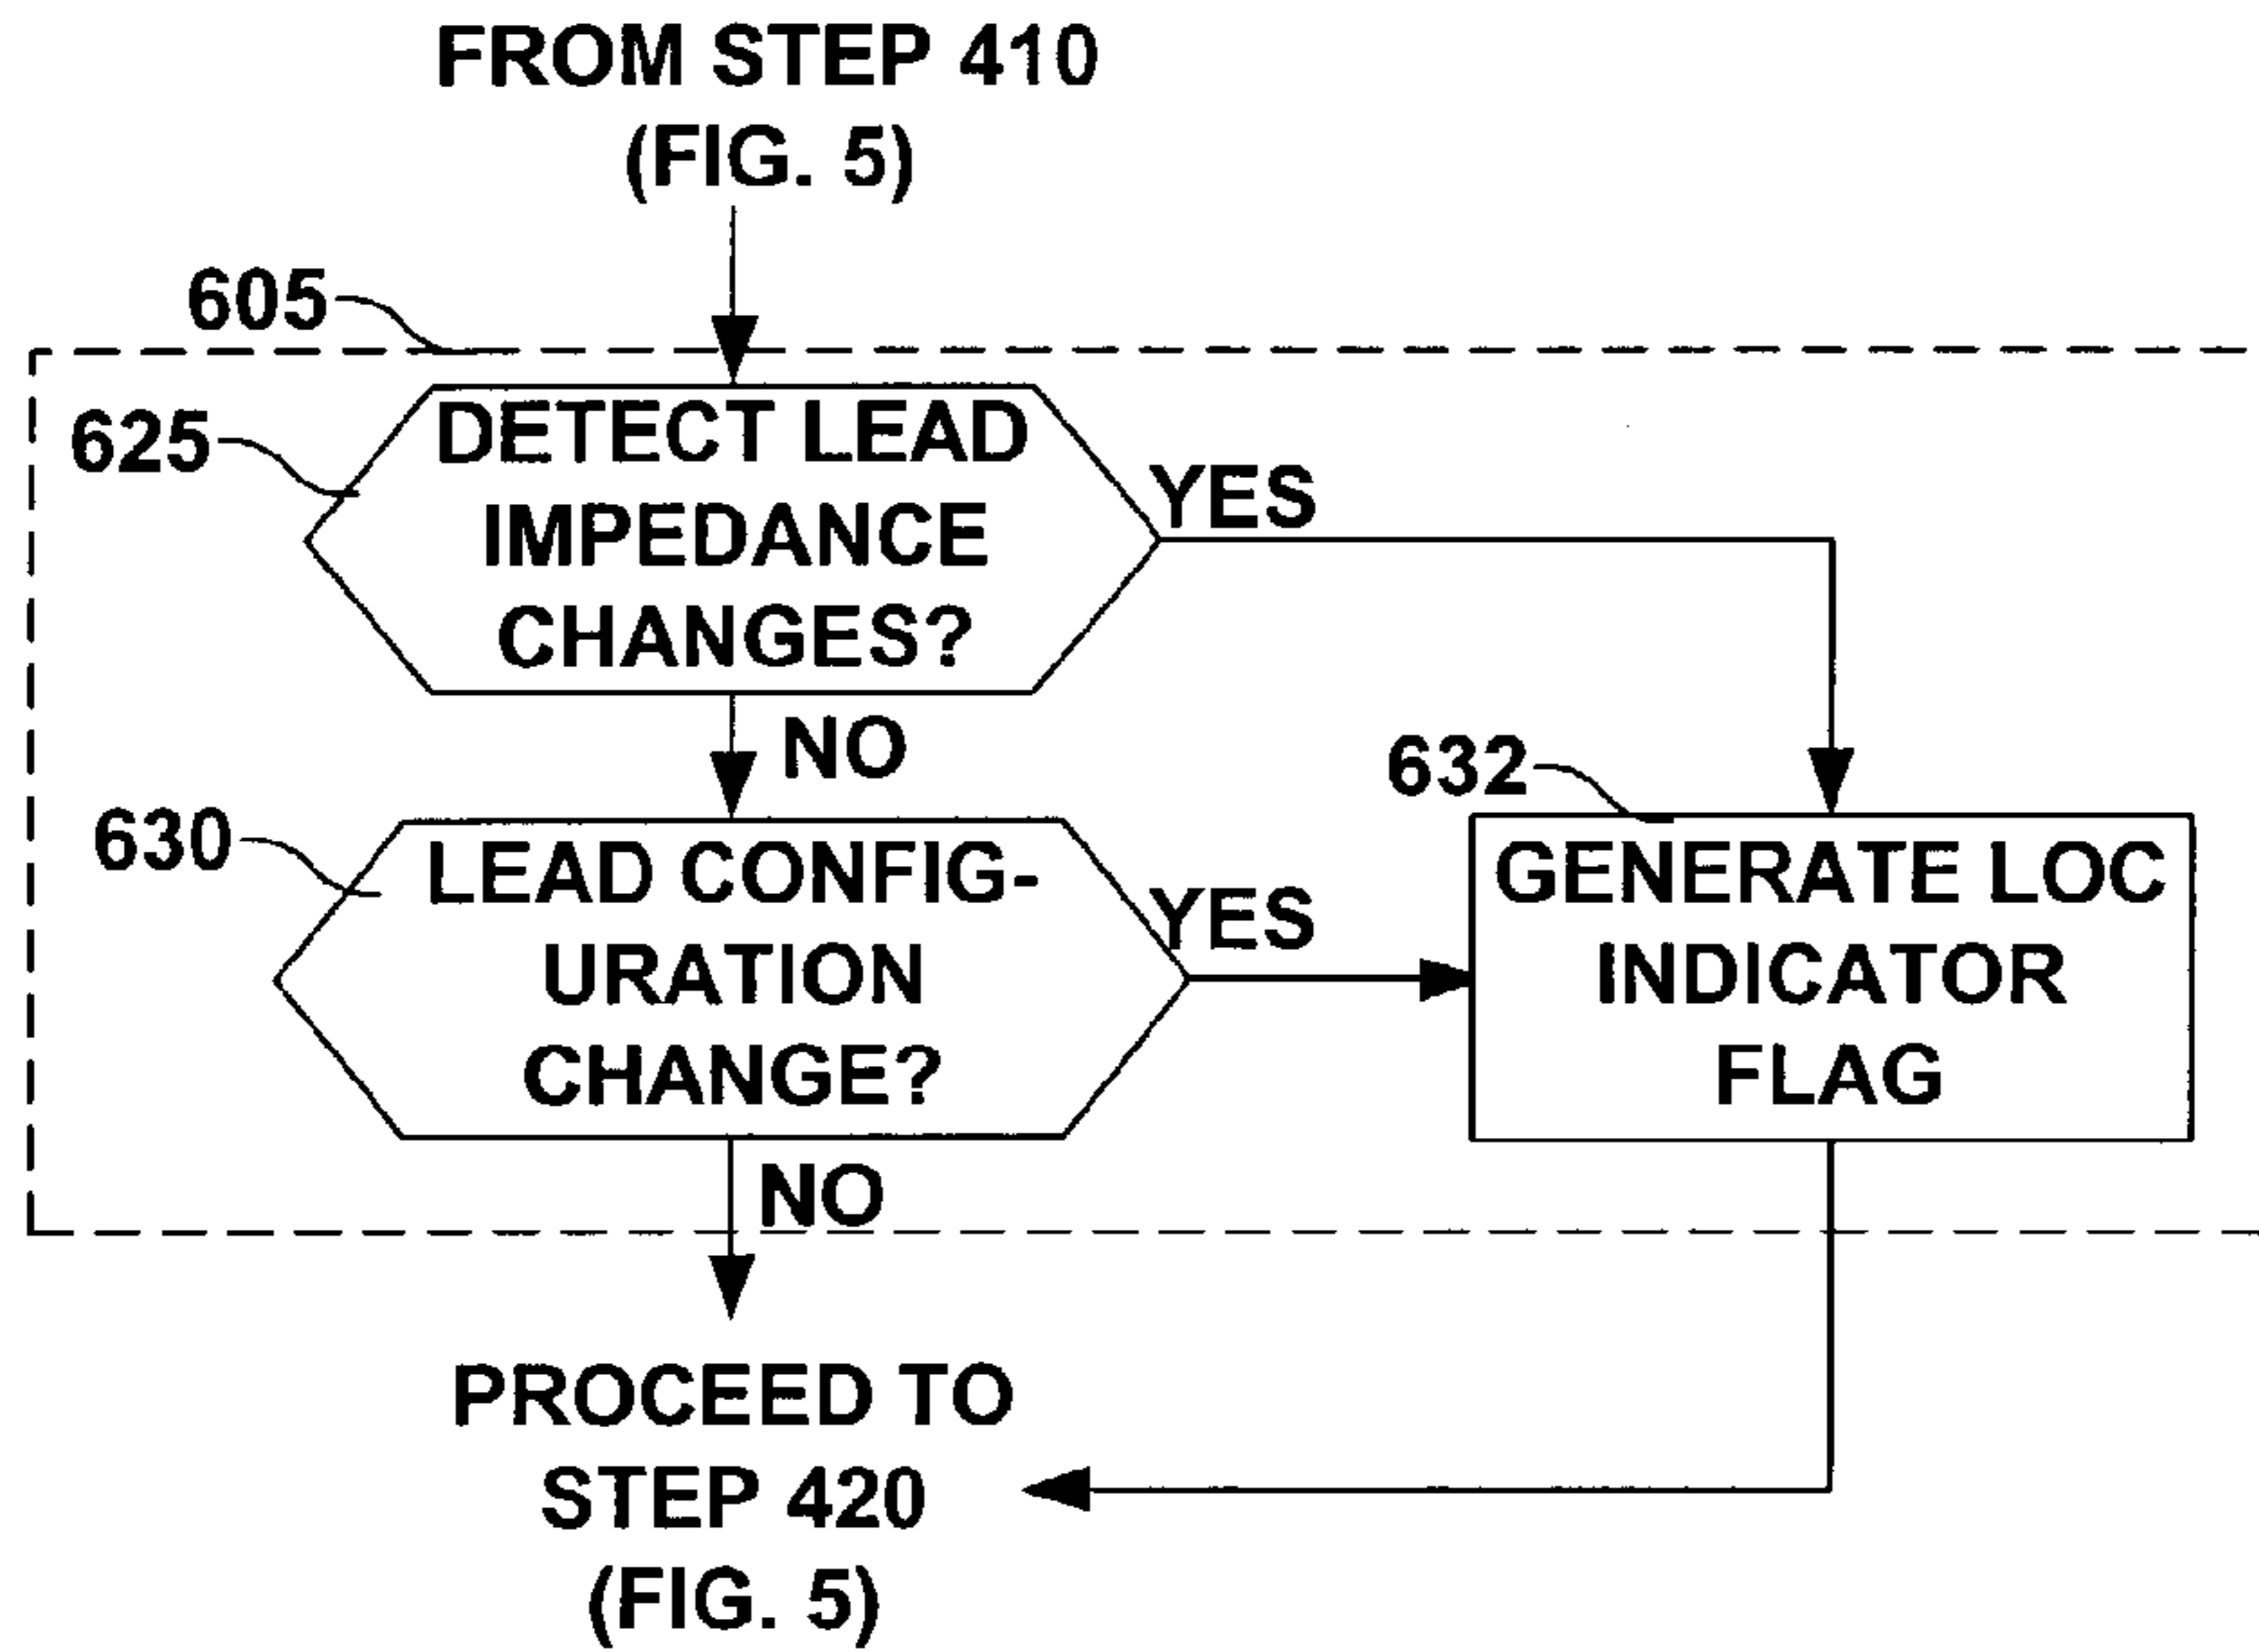 FROM STEP 410
(FIG. 5)
605
625
DETECT LEAD
IMPEDANCE
CHANGES?
YES
NO
630
LEAD CONFIG-
URATION
CHANGE?
YES
632
GENERATE LOC
INDICATOR
FLAG
NO
PROCEED TO
STEP 420
(FIG. 5)